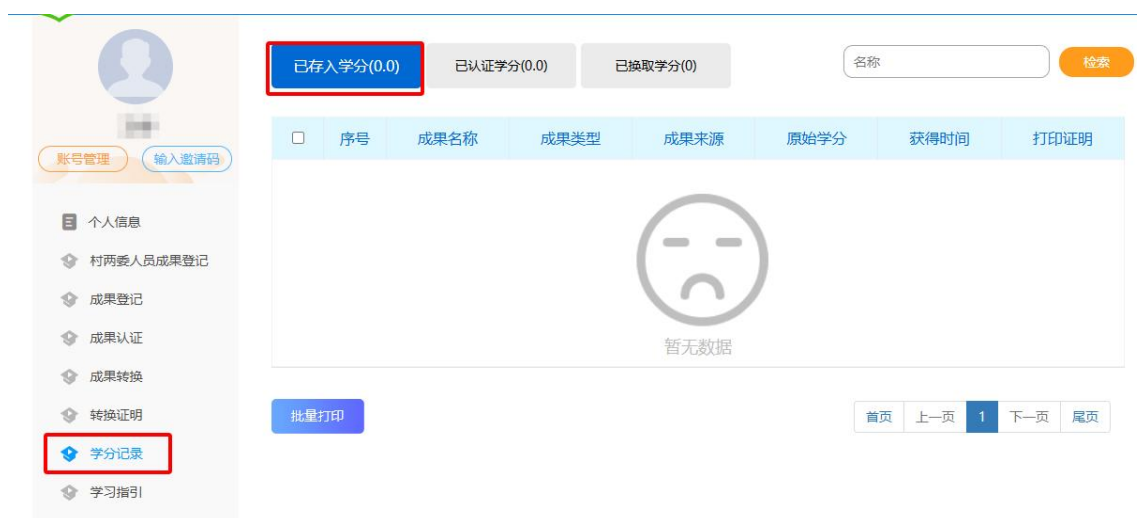 已存入学分(0.0) 已认证学分(0.0) 已换取学分(0) 名称 检索
账号管理 输入邀请码
序号 成果名称 成果类型 成果来源 原始学分 获得时间 打印证明
个人信息
村两委人员成果登记
成果登记
成果认证
成果转换
转换证明
学分记录
学习指引
暂无数据
批量打印 首页 上一页 1 下一页 尾页